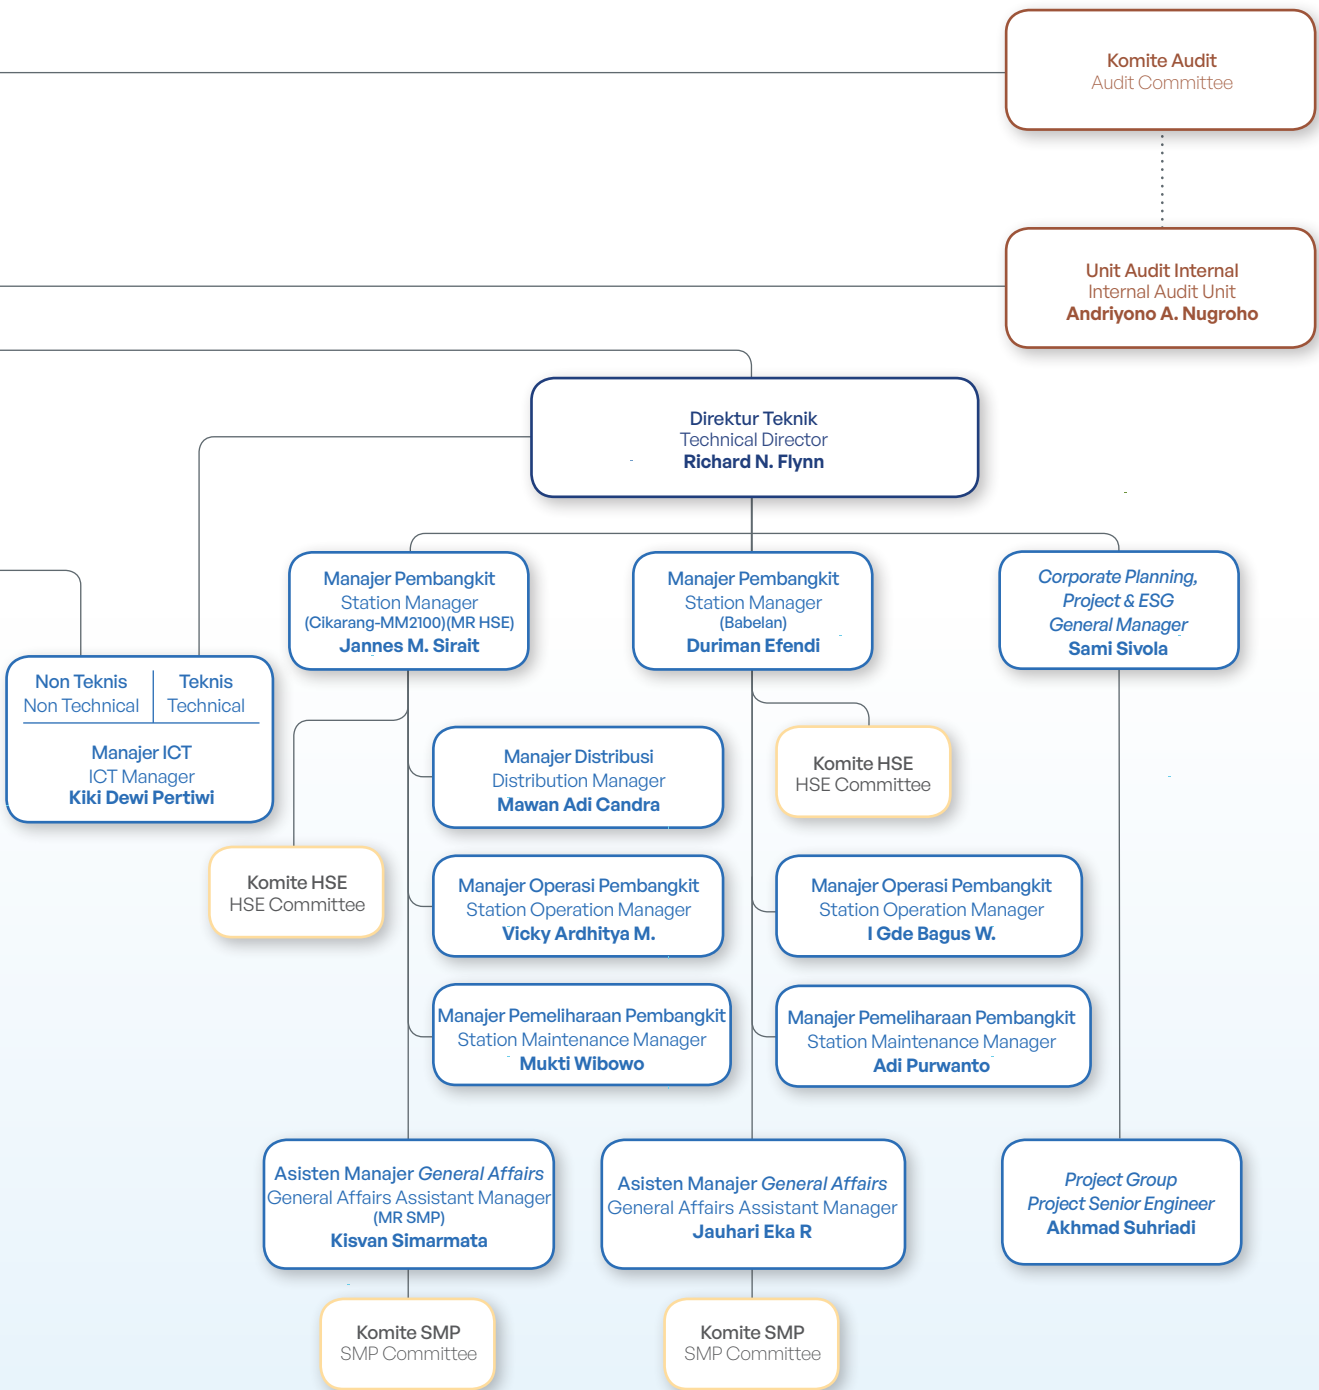 Komite Audit
Audit Committee
Unit Audit Internal
Internal Audit Unit
Andriyono A. Nugroho
Direktur Teknik
Technical Director
Richard N. Flynn
Manajer Pembangkit
Station Manager
(Cikarang-MM2100)(MR HSE)
Jannes M. Sirait
Manajer Pembangkit
Station Manager
(Babelan)
Duriman Efendi
Corporate Planning,
Project & ESG
General Manager
Sami Sivola
Non Teknis
Non Technical
Teknis
Technical
Manajer ICT
ICT Manager
Kiki Dewi Pertiwi
Manajer Distribusi
Distribution Manager
Mawan Adi Candra
Komite HSE
HSE Committee
Komite HSE
HSE Committee
Manajer Operasi Pembangkit
Station Operation Manager
Vicky Ardhitya M.
Manajer Operasi Pembangkit
Station Operation Manager
I Gde Bagus W.
Manajer Pemeliharaan Pembangkit
Station Maintenance Manager
Mukti Wibowo
Manajer Pemeliharaan Pembangkit
Station Maintenance Manager
Adi Purwanto
Asisten Manajer General Affairs
General Affairs Assistant Manager
(MR SMP)
Kisvan Simarmata
Asisten Manajer General Affairs
General Affairs Assistant Manager
Jauhari Eka R
Project Group
Project Senior Engineer
Akhmad Suhriadi
Komite SMP
SMP Committee
Komite SMP
SMP Committee